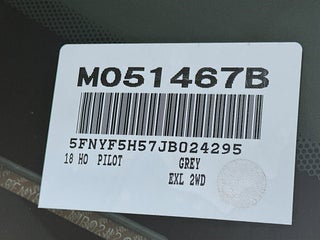 M051467B
5FNYF5H57JB024295
18 HO PILOT GREY
EXL 2WD